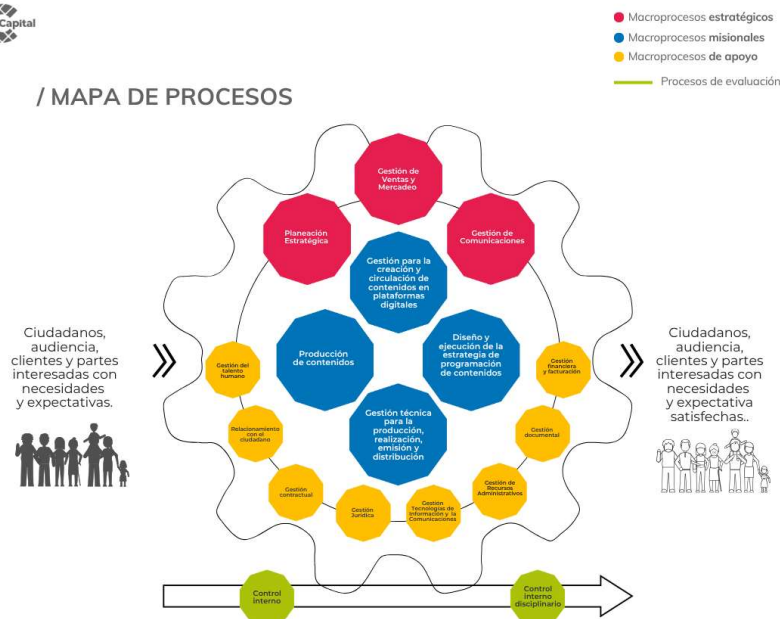 Capital
Macroprocesos estratégicos
Macroprocesos misionales
Macroprocesos de apoyo
Procesos de evaluación
/ MAPA DE PROCESOS
Gestión de
Ventas y
Mercadeo
Planeación
Estratégica
Gestión de
Comunicaciones
Gestión para la
creación y
circulación de
contenidos en
plataformas
digitales
Producción
de contenidos
Diseño y
ejecución de la
estrategia de
programación
de contenidos
Gestión técnica
para la
producción,
realización,
emisión y
distribución
Ciudadanos,
audiencia,
clientes y partes
interesadas con
necesidades
y expectativas.
Gestión del
talento
humano
Relacionamiento
con el
ciudadano
Gestión
contractual
Gestión
Jurídica
Gestión
Tecnologías de
Información y la
Comunicaciones
Gestión de
Recursos
Administrativos
Gestión
documental
Gestión
financiera
y facturación
Ciudadanos,
audiencia,
clientes y partes
interesadas con
necesidades
y expectativa
satisfechas..
Control
interno
Control
interno
disciplinario